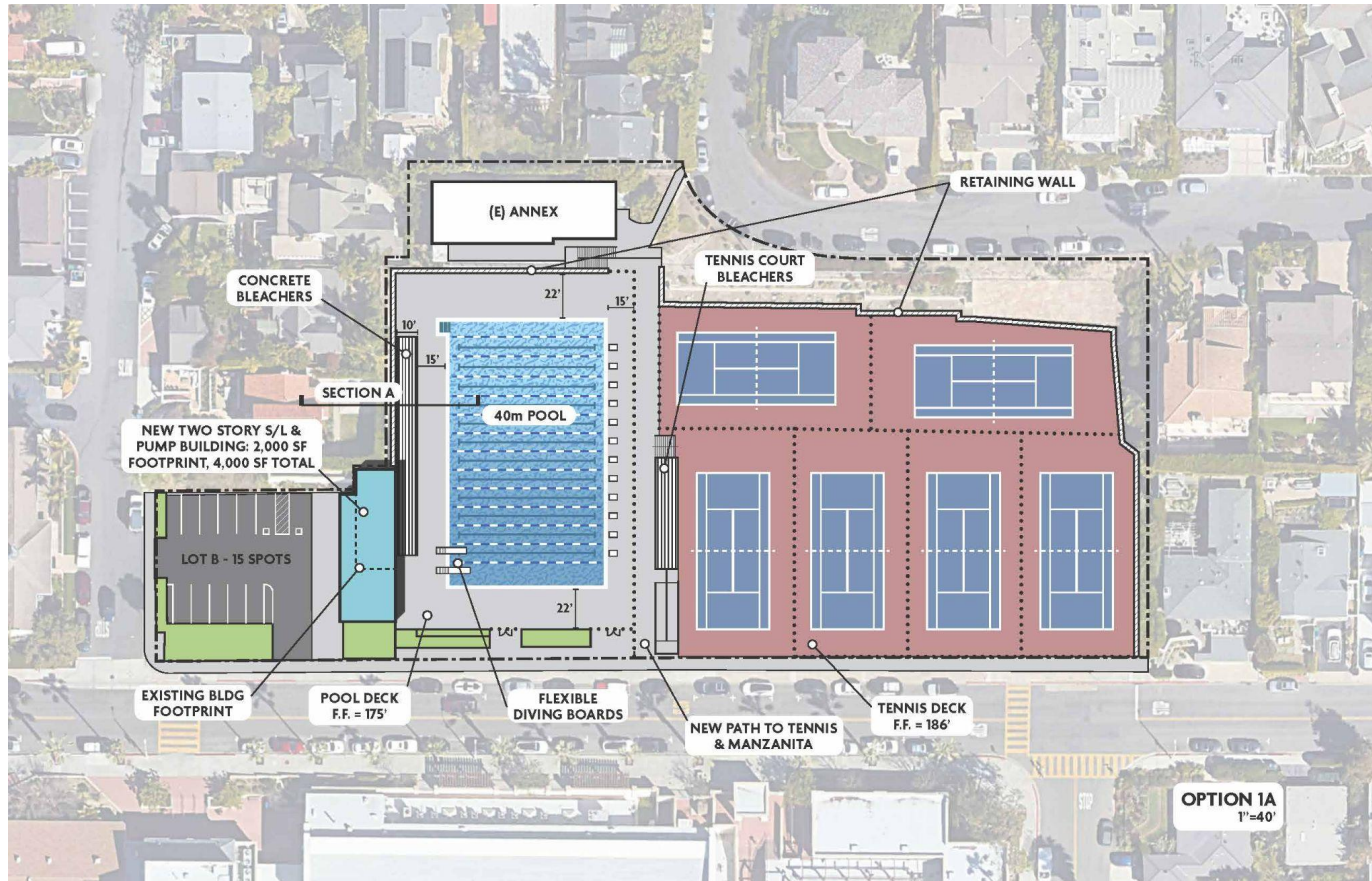 (E) ANNEX
RETAINING WALL
TENNIS COURT
BLEACHERS
CONCRETE
BLEACHERS
22'
15'
10'
15'
SECTION A
40m POOL
NEW TWO STORY S/L &
PUMP BUILDING: 2,000 SF
FOOTPRINT, 4,000 SF TOTAL
LOT B - 15 SPOTS
22'
EXISTING BLDG
FOOTPRINT
POOL DECK
F.F. = 175'
FLEXIBLE
DIVING BOARDS
NEW PATH TO TENNIS
& MANZANITA
TENNIS DECK
F.F. = 186'
OPTION 1A
1"=40'
SLOW
STOP